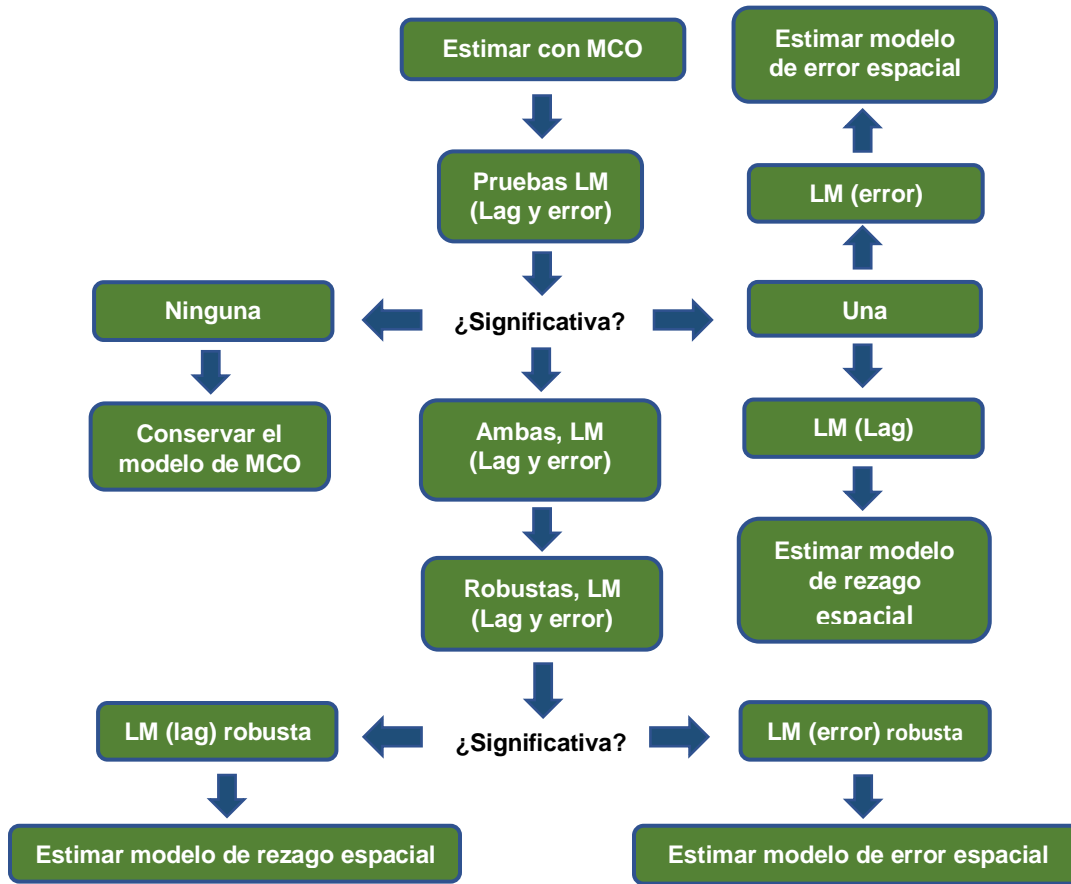 Estimar con MCO
Estimar modelo
de error espacial
Pruebas LM
(Lag y error)
LM (error)
Ninguna
¿Significativa?
Una
Conservar el
modelo de MCO
Ambas, LM
(Lag y error)
LM (Lag)
Robustas, LM
(Lag y error)
Estimar modelo
de rezago
espacial
LM (lag) robusta
¿Significativa?
LM (error) robusta
Estimar modelo de rezago espacial
Estimar modelo de error espacial